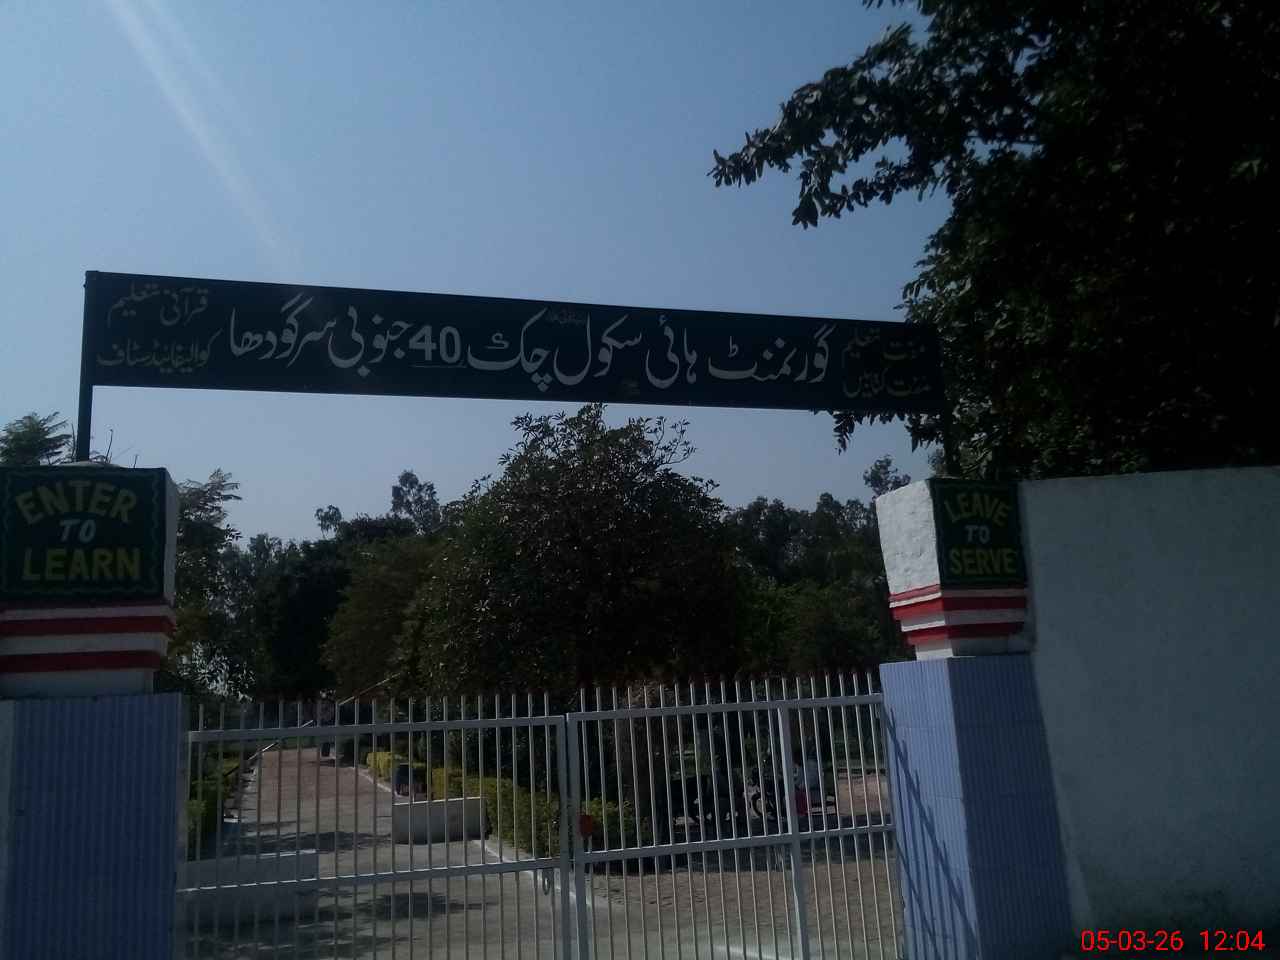 مفت تعلیم
مفت کتابیں
گورنمنٹ ہائی سکول چک 40 جنوبی سرگودھا
قرآنی تعلیم
کوالیفائیڈ سٹاف
ENTER
TO
LEARN
LEAVE
TO
SERVE
05-03-26 12:04